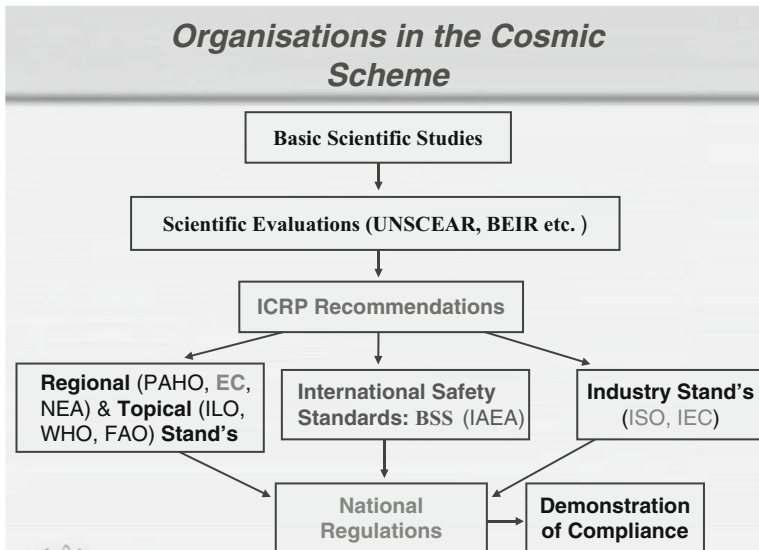 Organisations in the Cosmic
Scheme
Basic Scientific Studies
Scientific Evaluations (UNSCEAR, BEIR etc. )
ICRP Recommendations
Regional (PAHO, EC,
NEA) & Topical (ILO,
WHO, FAO) Stand's
International Safety
Standards: BSS (IAEA)
Industry Stand's
(ISO, IEC)
National
Regulations
Demonstration
of Compliance